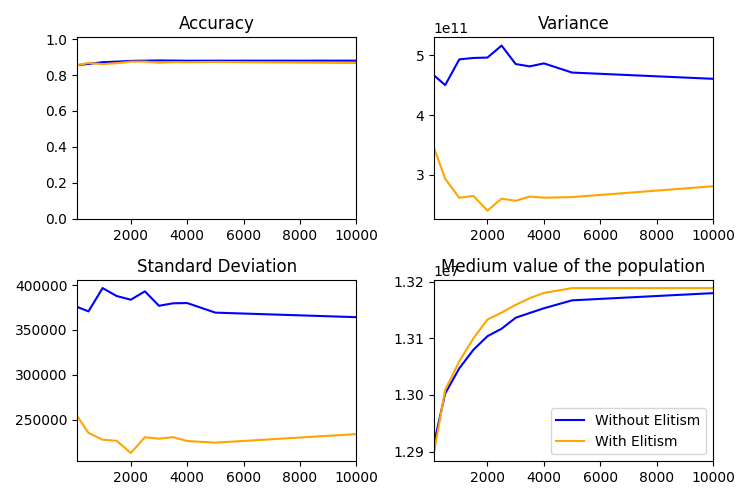 Accuracy
1.0
0.8
0.6
0.4
0.2
0.0
2000 4000 6000 8000 10000
Variance
1e11
5
4
3
2000 4000 6000 8000 10000
Standard Deviation
400000
350000
300000
250000
2000 4000 6000 8000 10000
Medium value of the population
1e7
1.32
1.31
1.30
1.29
2000 4000 6000 8000 10000
Without Elitism
With Elitism